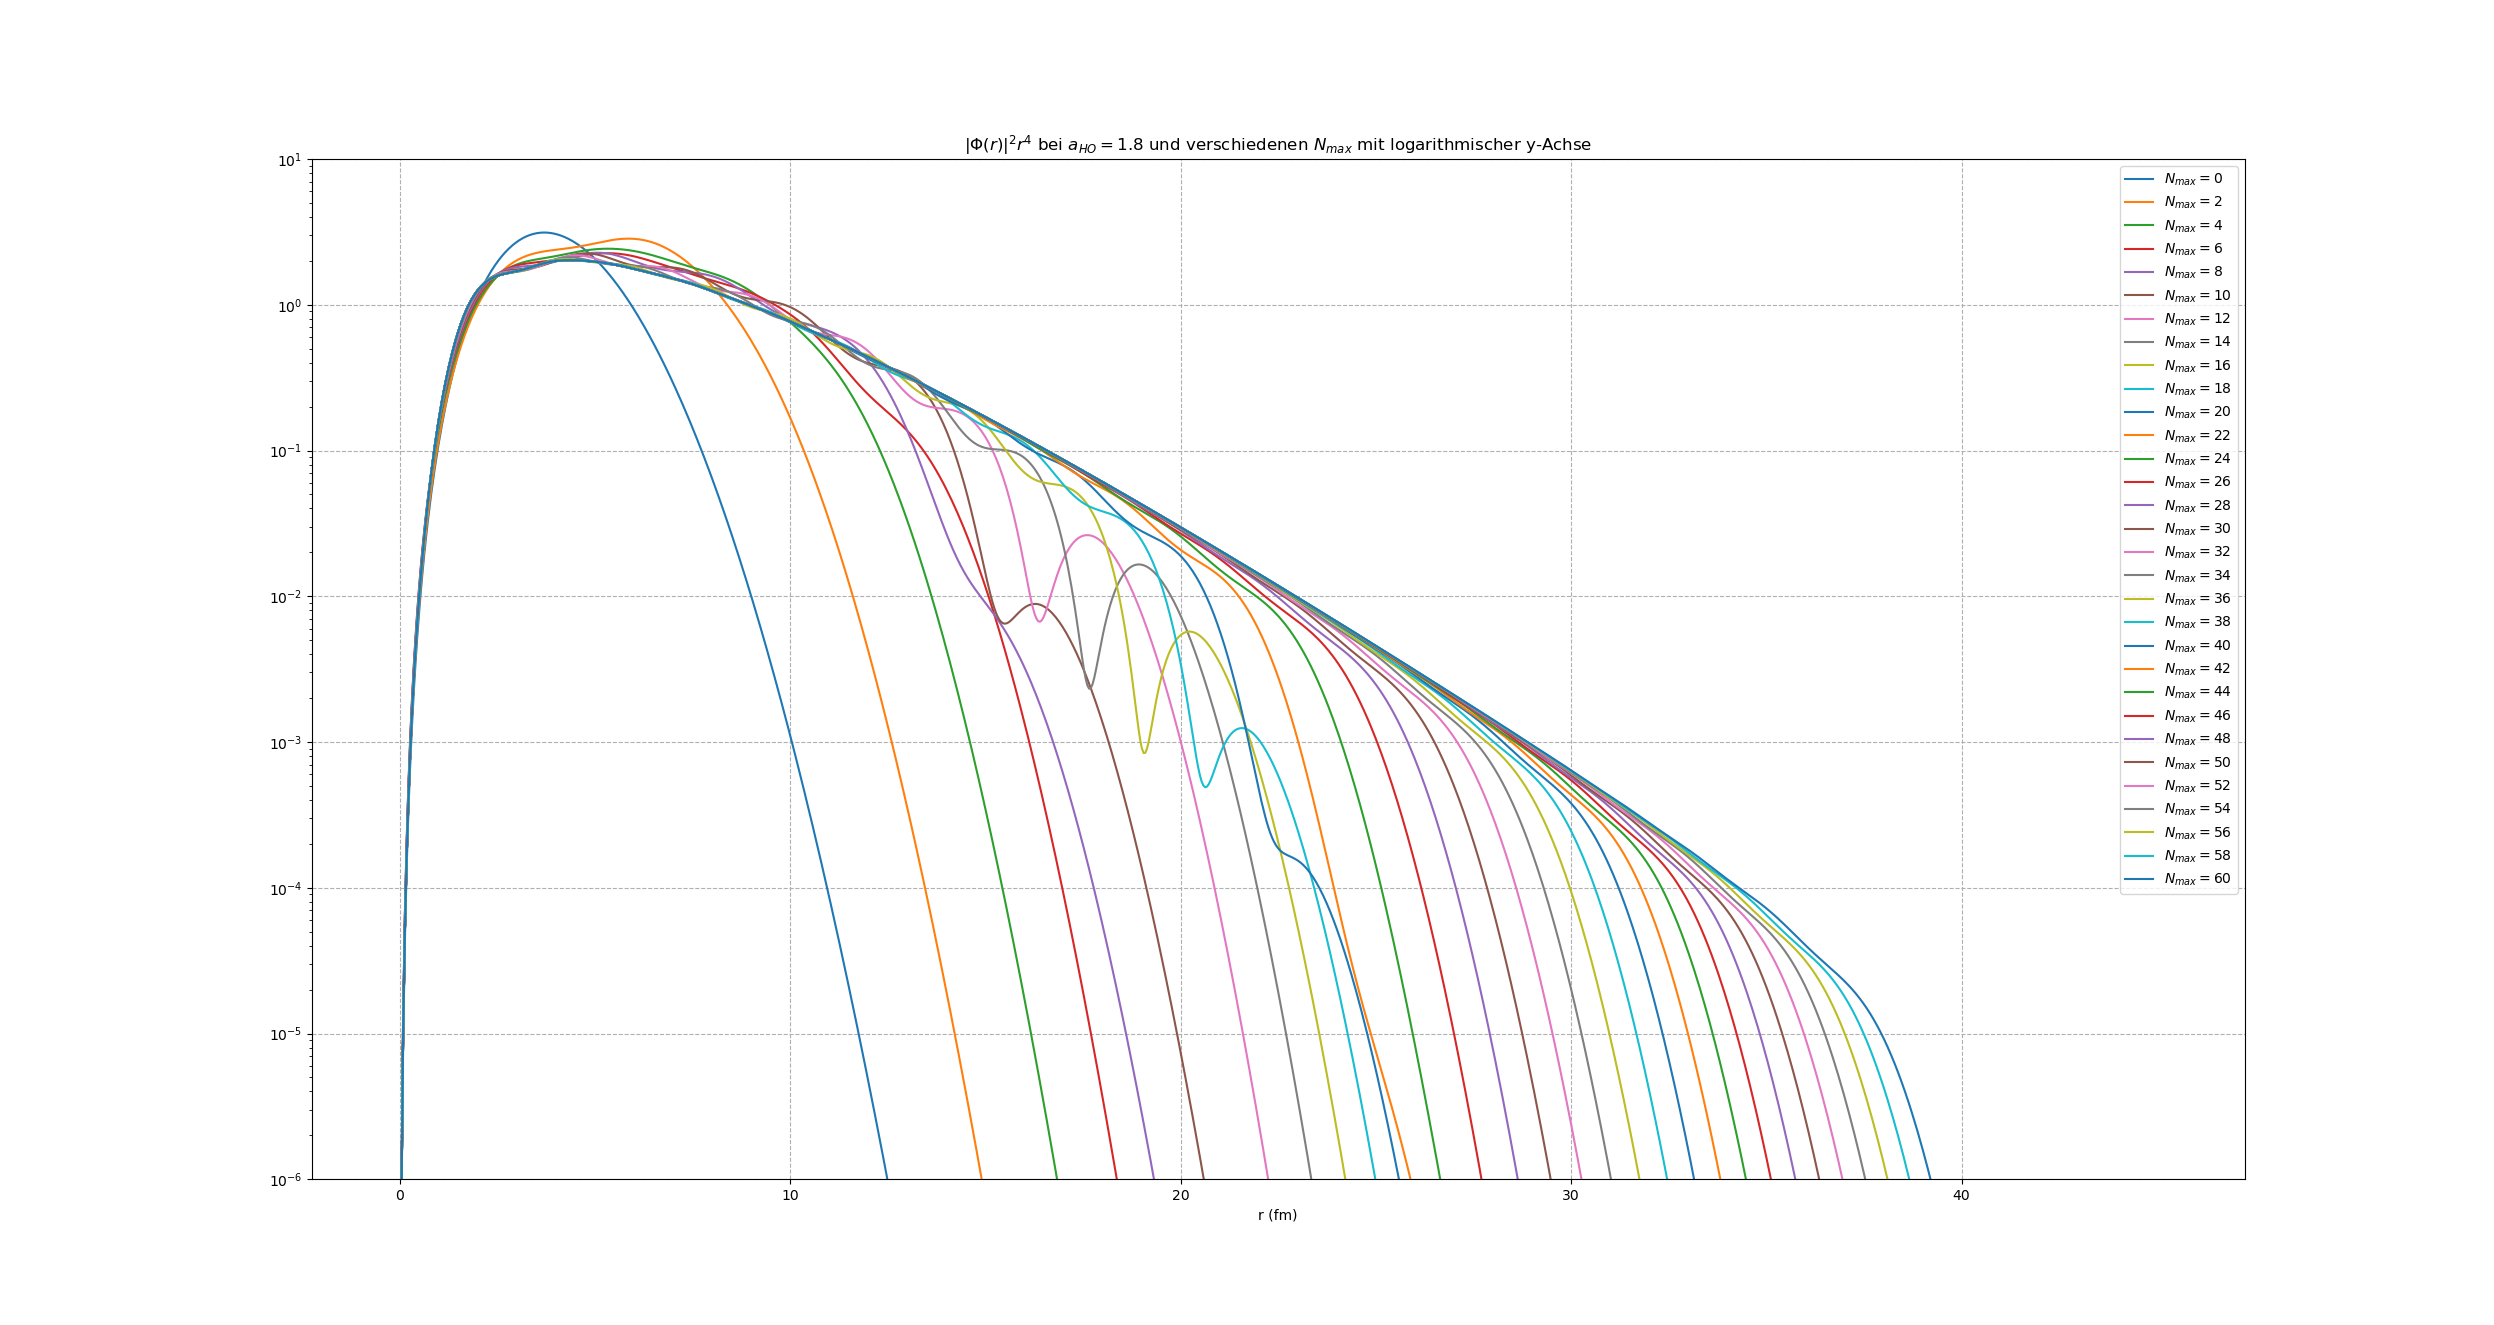 |Φ(r)|²r⁴ bei a_HO = 1.8 und verschiedenen N_max mit logarithmischer y-Achse
10¹
10⁰
10⁻¹
10⁻²
10⁻³
10⁻⁴
10⁻⁵
10⁻⁶
0 10 20 30 40
r (fm)
N_max = 0
N_max = 2
N_max = 4
N_max = 6
N_max = 8
N_max = 10
N_max = 12
N_max = 14
N_max = 16
N_max = 18
N_max = 20
N_max = 22
N_max = 24
N_max = 26
N_max = 28
N_max = 30
N_max = 32
N_max = 34
N_max = 36
N_max = 38
N_max = 40
N_max = 42
N_max = 44
N_max = 46
N_max = 48
N_max = 50
N_max = 52
N_max = 54
N_max = 56
N_max = 58
N_max = 60